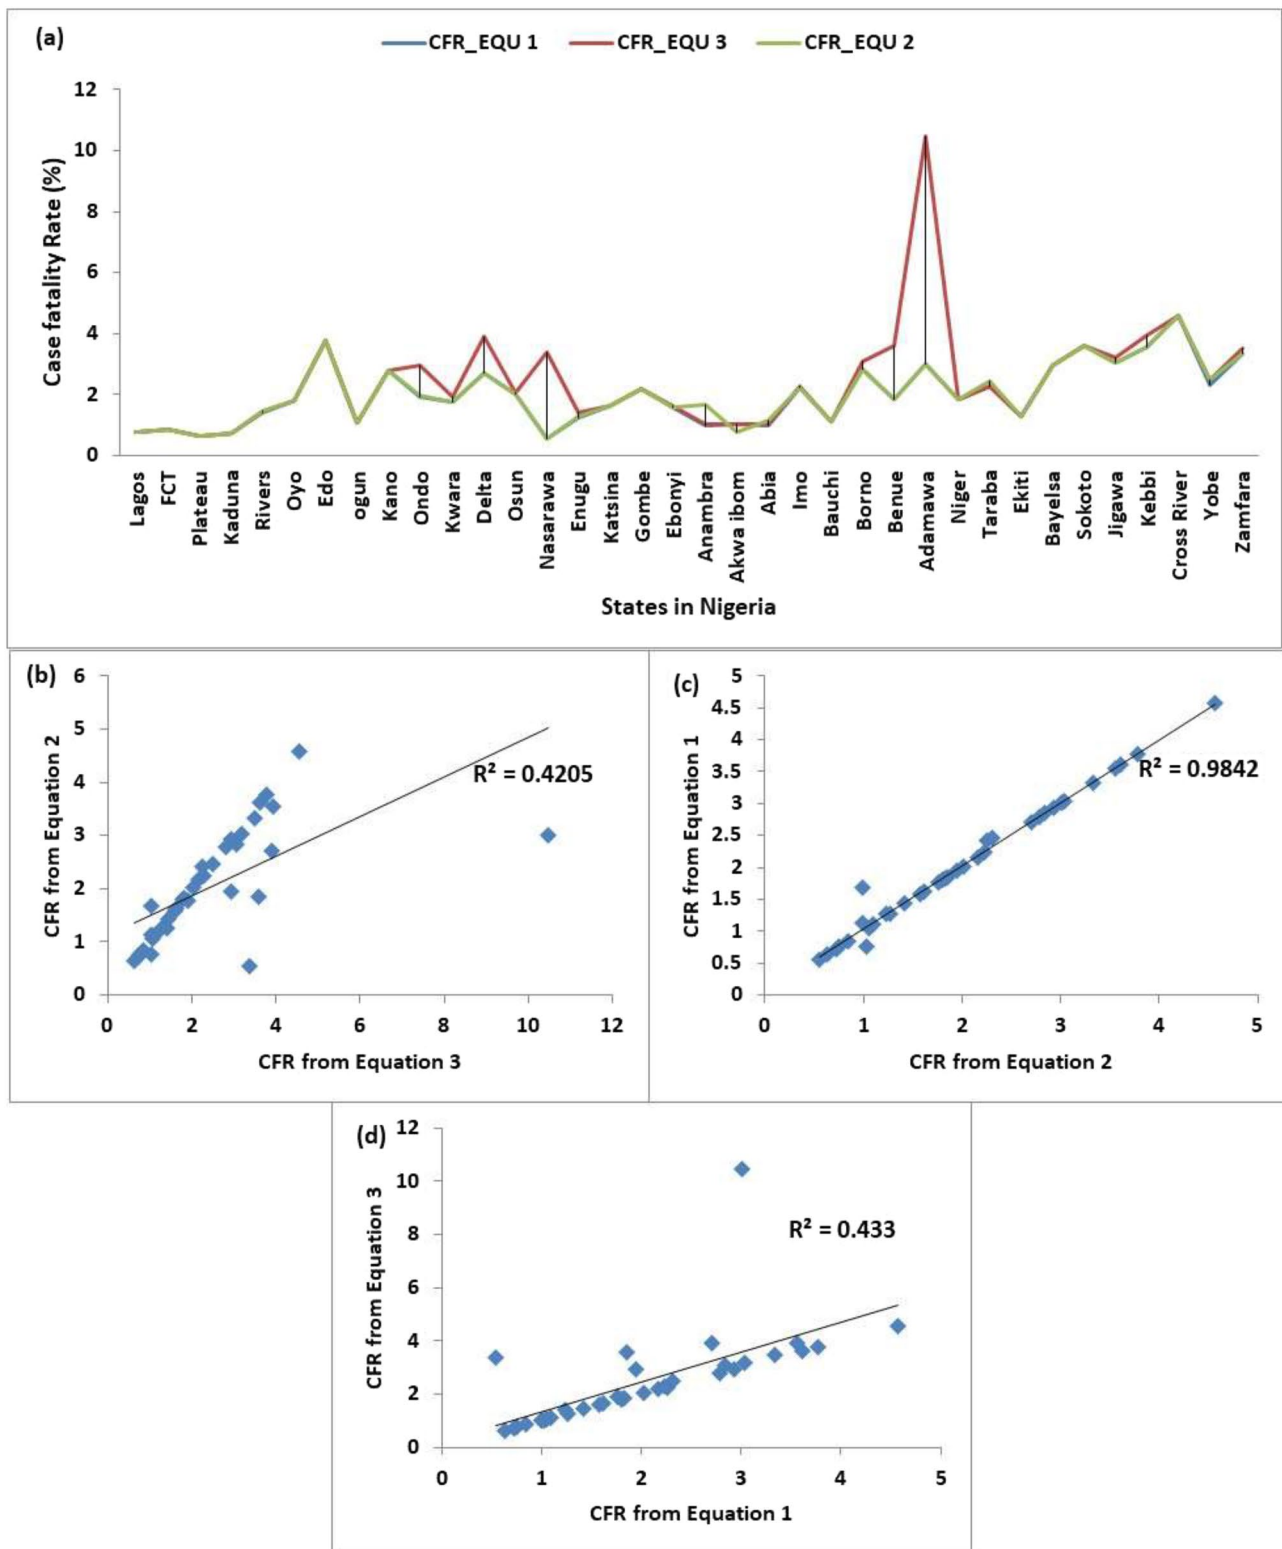 (a)
CFR_EQU 1 CFR_EQU 3 CFR_EQU 2
Case fatality Rate (%)
12
10
8
6
4
2
0
Lagos
FCT
Plateau
Kaduna
Rivers
Oyo
Edo
ogun
Kano
Ondo
Kwara
Delta
Osun
Nasarawa
Enugu
Katsina
Gombe
Ebonyi
Anambra
Akwa ibom
Abia
Imo
Bauchi
Borno
Benue
Adamawa
Niger
Taraba
Ekiti
Bayelsa
Sokoto
Jigawa
Kebbi
Cross River
Yobe
Zamfara
States in Nigeria
(b)
CFR from Equation 2
6
5
4
3
2
1
0
R² = 0.4205
0 2 4 6 8 10 12
CFR from Equation 3
(c)
CFR from Equation 1
5
4.5
4
3.5
3
2.5
2
1.5
1
0.5
0
R² = 0.9842
0 1 2 3 4 5
CFR from Equation 2
(d)
CFR from Equation 3
12
10
8
6
4
2
0
R² = 0.433
0 1 2 3 4 5
CFR from Equation 1